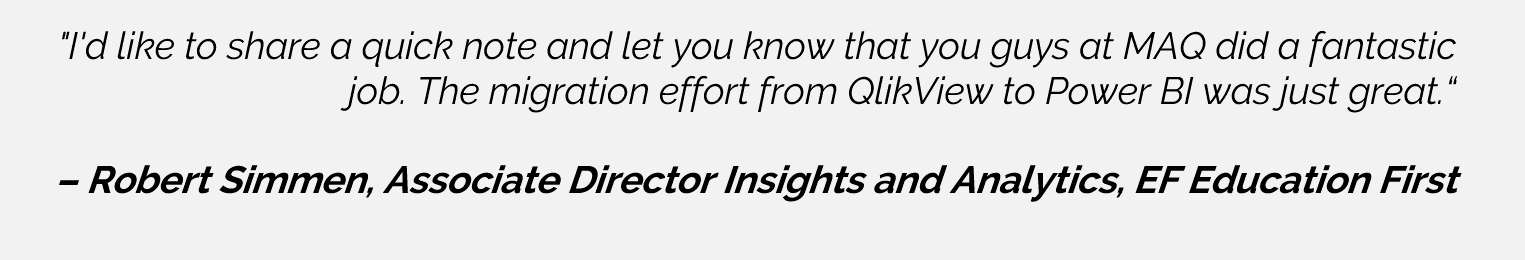 "I'd like to share a quick note and let you know that you guys at MAQ did a fantastic
job. The migration effort from QlikView to Power BI was just great.“
– Robert Simmen, Associate Director Insights and Analytics, EF Education First